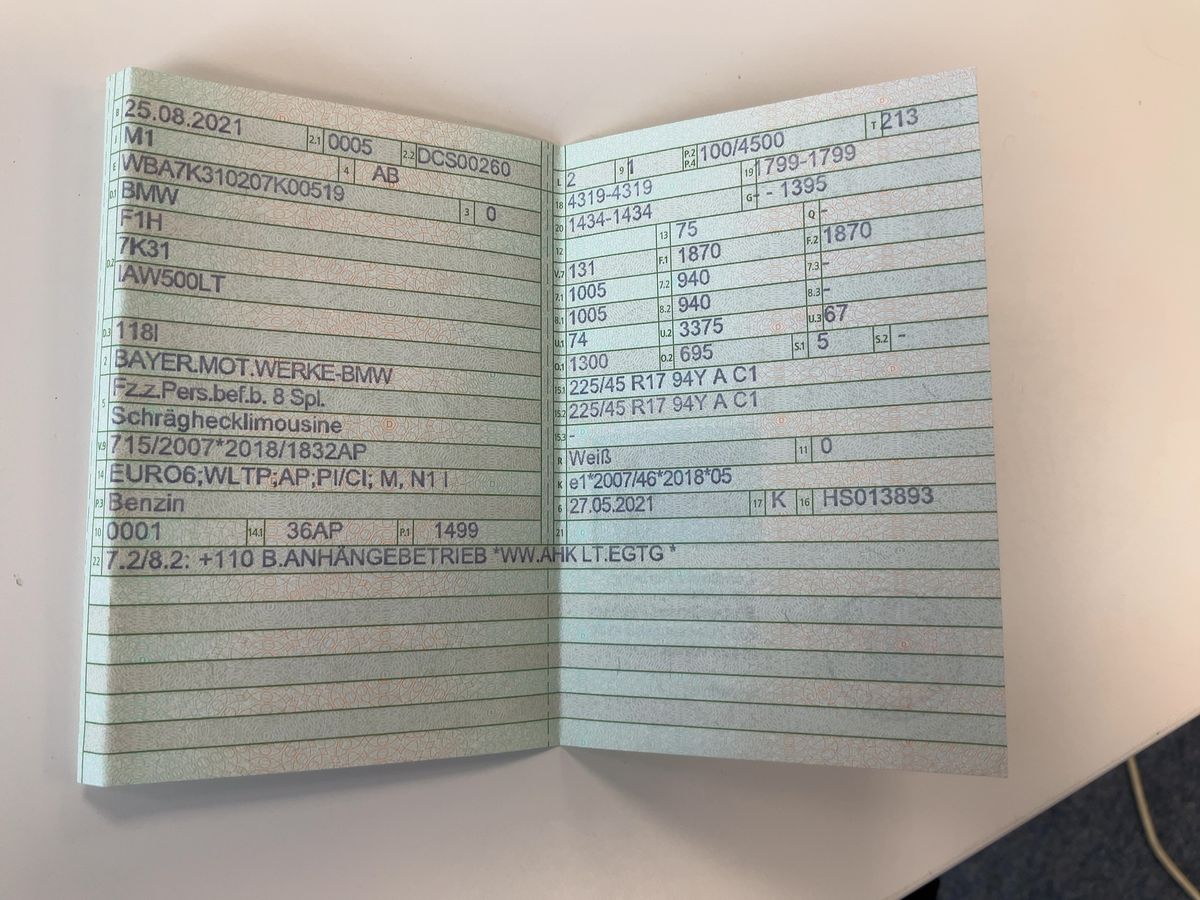 B 25.08.2021 2.1 0005 2.2 DCS00260
J M1 4 AB
E WBA7K310207K00519 3 0
D.1 BMW
F1H
D.2 7K31
IAW500LT
D.3 118I
2 BAYER.MOT.WERKE-BMW
5 Fz.z.Pers.bef.b. 8 Spl.
Schräghecklimousine
V.9 715/2007*2018/1832AP
14 EURO6;WLTP;AP;PI/CI; M, N1 I
P.3 Benzin
10 0001 14.1 36AP P.1 1499
L 2 9 1 P.2 P.4 100/4500 T 213
18 4319-4319 19 1799-1799
20 1434-1434 G - - 1395
12 13 75 Q -
V.7 131 F.1 1870 F.2 1870
7.1 1005 7.2 940 7.3 -
8.1 1005 8.2 940 8.3 -
U.1 74 U.2 3375 U.3 67
O.1 1300 O.2 695 S.1 5 S.2 -
15.1 225/45 R17 94Y A C1
15.2 225/45 R17 94Y A C1
15.3 -
R Weiß 11 0
K e1*2007/46*2018*05
6 27.05.2021 17 K 16 HS013893
21
22 7.2/8.2: +110 B.ANHÄNGEBETRIEB *WW.AHK LT.EGTG *